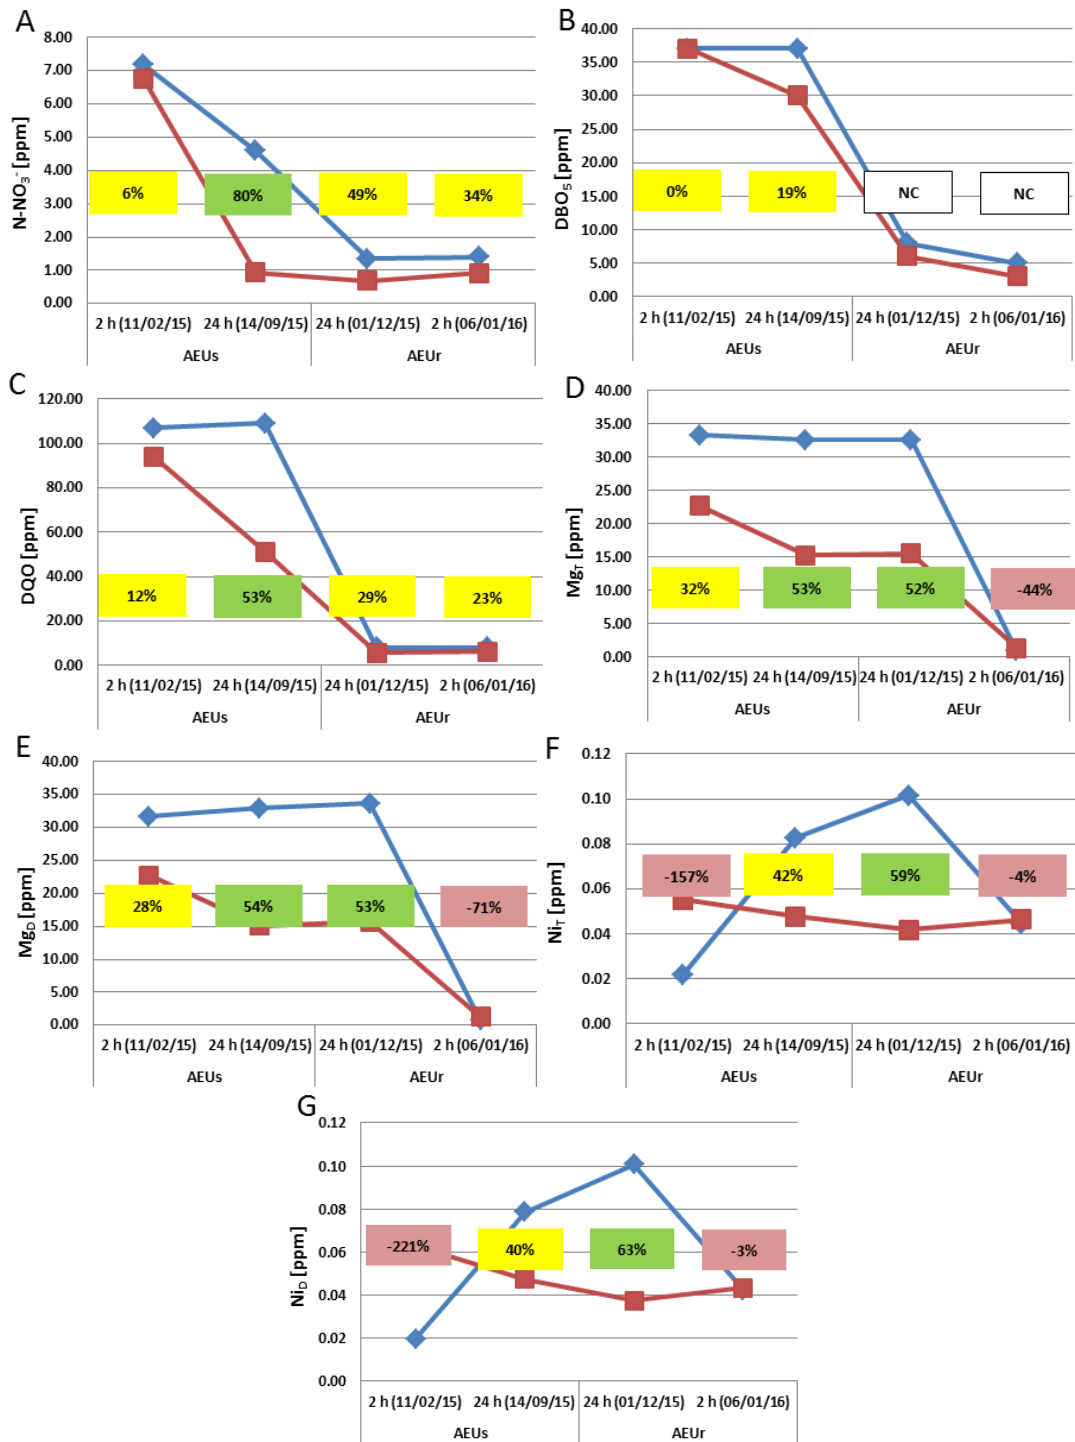 A
N-NO₃⁻ [ppm]
8.00
7.00
6.00
5.00
4.00
3.00
2.00
1.00
0.00
6%
80%
49%
34%
2 h (11/02/15) 24 h (14/09/15) 24 h (01/12/15) 2 h (06/01/16)
AEUs AEUr
B
DBO₅ [ppm]
40.00
35.00
30.00
25.00
20.00
15.00
10.00
5.00
0.00
0%
19%
NC
NC
2 h (11/02/15) 24 h (14/09/15) 24 h (01/12/15) 2 h (06/01/16)
AEUs AEUr
C
DQO [ppm]
120.00
100.00
80.00
60.00
40.00
20.00
0.00
12%
53%
29%
23%
2 h (11/02/15) 24 h (14/09/15) 24 h (01/12/15) 2 h (06/01/16)
AEUs AEUr
D
Mg_T [ppm]
40.00
35.00
30.00
25.00
20.00
15.00
10.00
5.00
0.00
32%
53%
52%
-44%
2 h (11/02/15) 24 h (14/09/15) 24 h (01/12/15) 2 h (06/01/16)
AEUs AEUr
E
Mg_D [ppm]
40.00
35.00
30.00
25.00
20.00
15.00
10.00
5.00
0.00
28%
54%
53%
-71%
2 h (11/02/15) 24 h (14/09/15) 24 h (01/12/15) 2 h (06/01/16)
AEUs AEUr
F
Ni_T [ppm]
0.12
0.10
0.08
0.06
0.04
0.02
0.00
-157%
42%
59%
-4%
2 h (11/02/15) 24 h (14/09/15) 24 h (01/12/15) 2 h (06/01/16)
AEUs AEUr
G
Ni_D [ppm]
0.12
0.10
0.08
0.06
0.04
0.02
0.00
-221%
40%
63%
-3%
2 h (11/02/15) 24 h (14/09/15) 24 h (01/12/15) 2 h (06/01/16)
AEUs AEUr